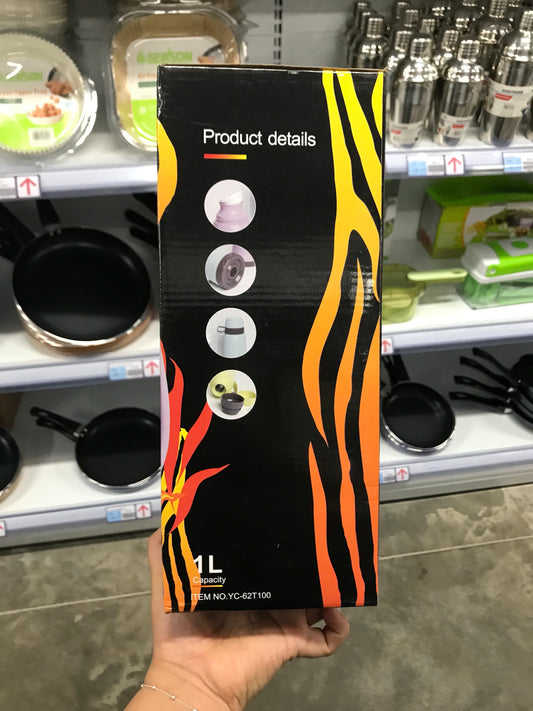 Product details
1L
Capacity
ITEM NO.YC-62T100